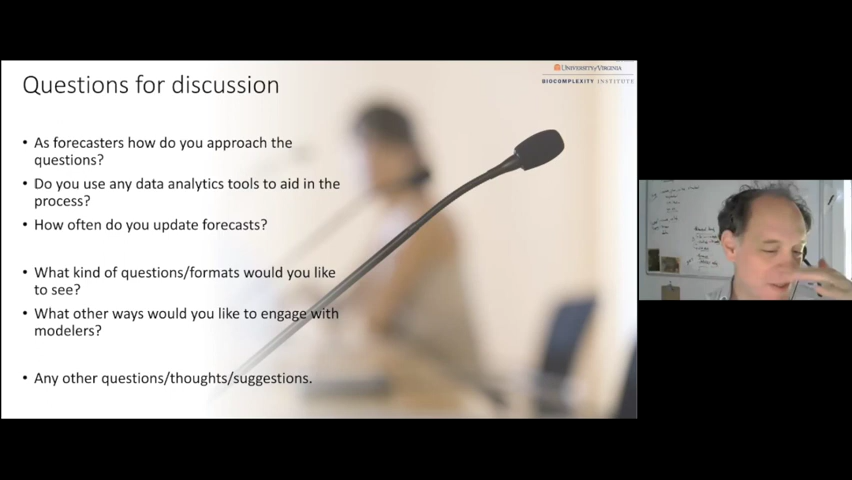 Questions for discussion
UNIVERSITY of VIRGINIA
BIOCOMPLEXITY INSTITUTE
• As forecasters how do you approach the
questions?
• Do you use any data analytics tools to aid in the
process?
• How often do you update forecasts?
• What kind of questions/formats would you like
to see?
• What other ways would you like to engage with
modelers?
• Any other questions/thoughts/suggestions.